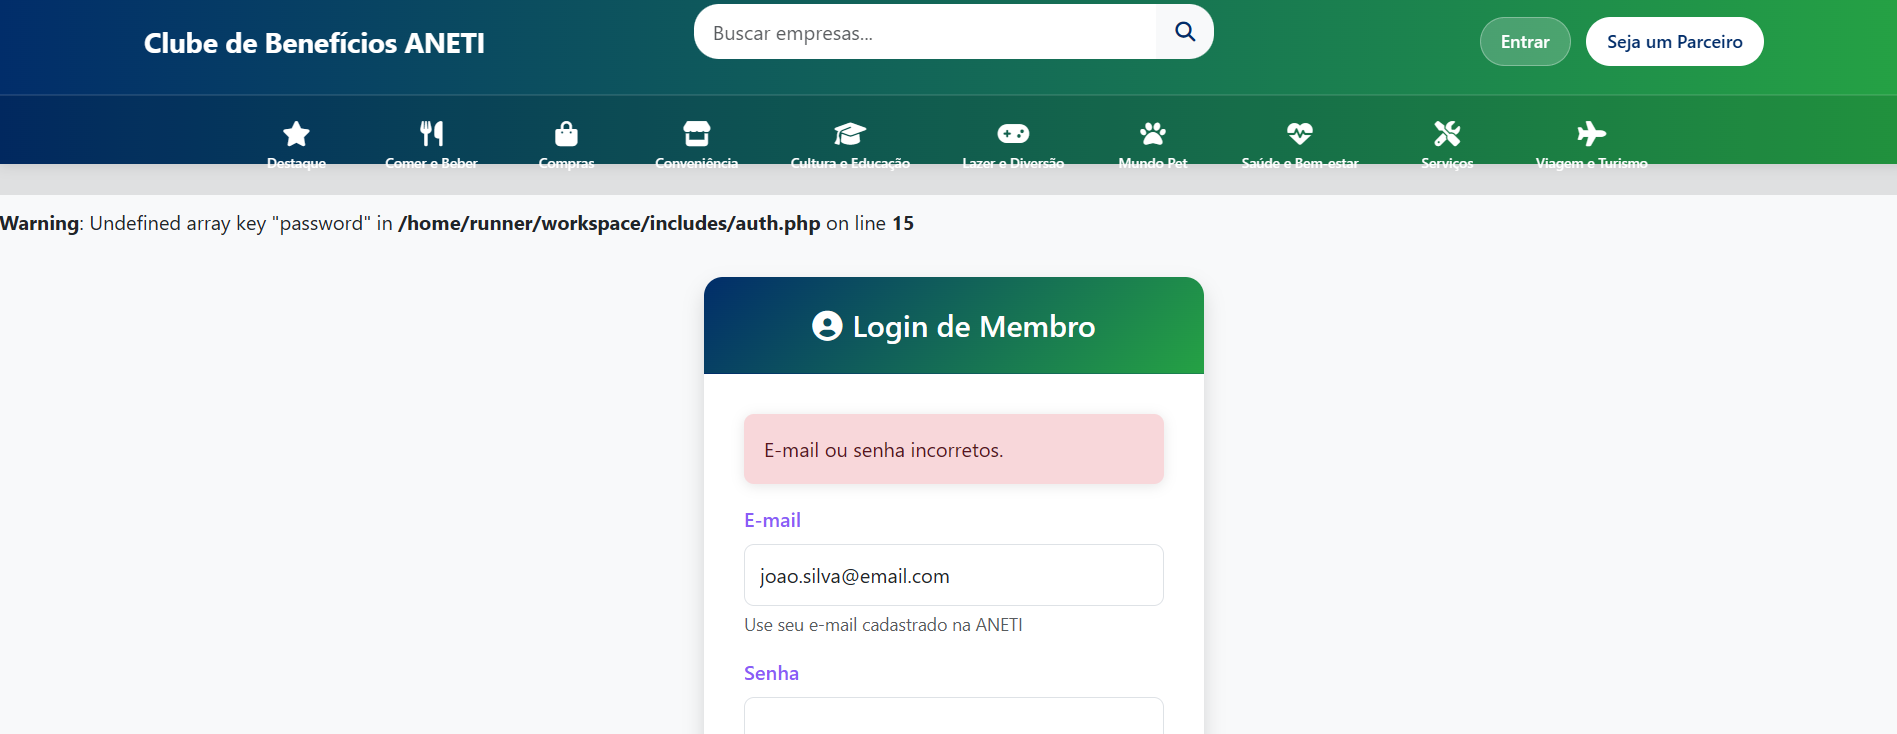 Clube de Benefícios ANETI
Buscar empresas...
Entrar
Seja um Parceiro
Destaque
Comer e Beber
Compras
Conveniência
Cultura e Educação
Lazer e Diversão
Mundo Pet
Saúde e Bem-estar
Serviços
Viagem e Turismo
Warning: Undefined array key "password" in /home/runner/workspace/includes/auth.php on line 15
Login de Membro
E-mail ou senha incorretos.
E-mail
joao.silva@email.com
Use seu e-mail cadastrado na ANETI
Senha